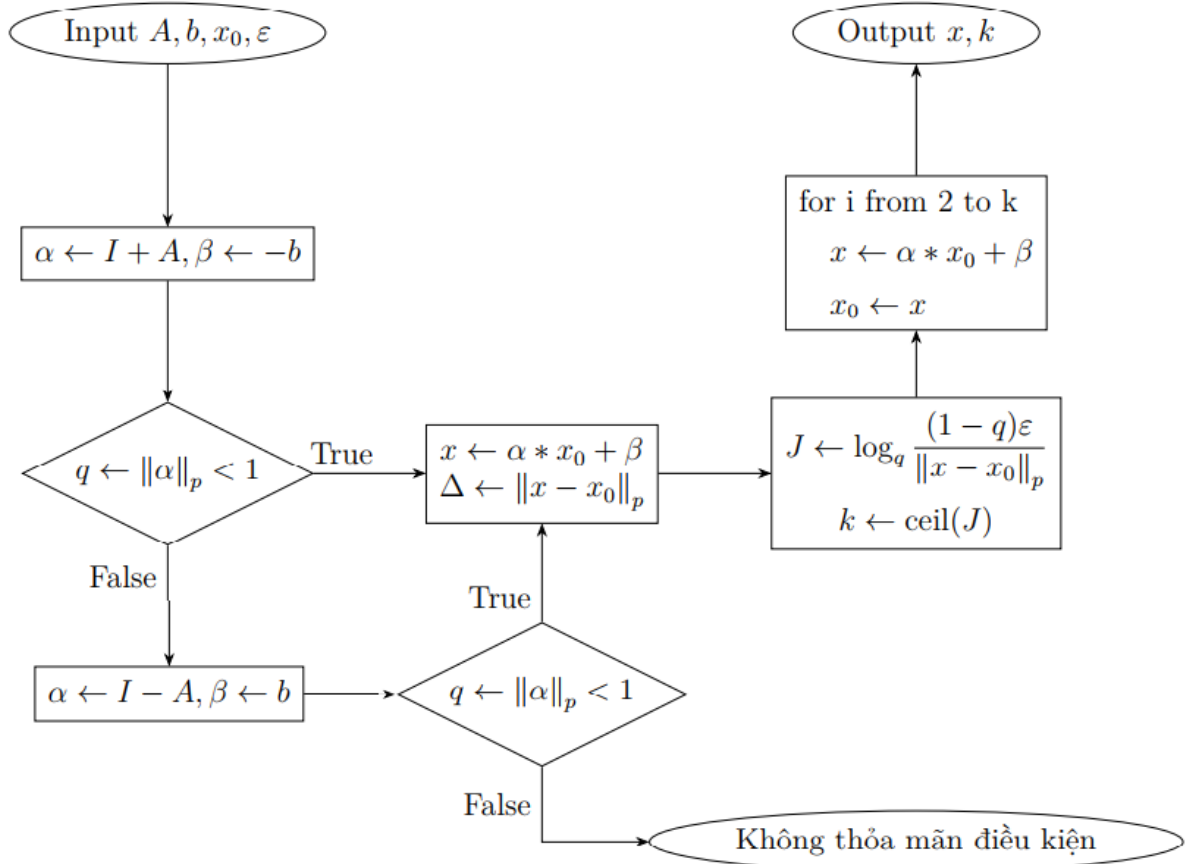 Input A, b, x₀, ε
α ← I + A, β ← −b
q ← ‖α‖ₚ < 1
True
False
α ← I − A, β ← b
q ← ‖α‖ₚ < 1
True
False
Không thỏa mãn điều kiện
x ← α ∗ x₀ + β
Δ ← ‖x − x₀‖ₚ
J ← log_q (1 − q)ε / ‖x − x₀‖ₚ
k ← ceil(J)
for i from 2 to k
x ← α ∗ x₀ + β
x₀ ← x
Output x, k